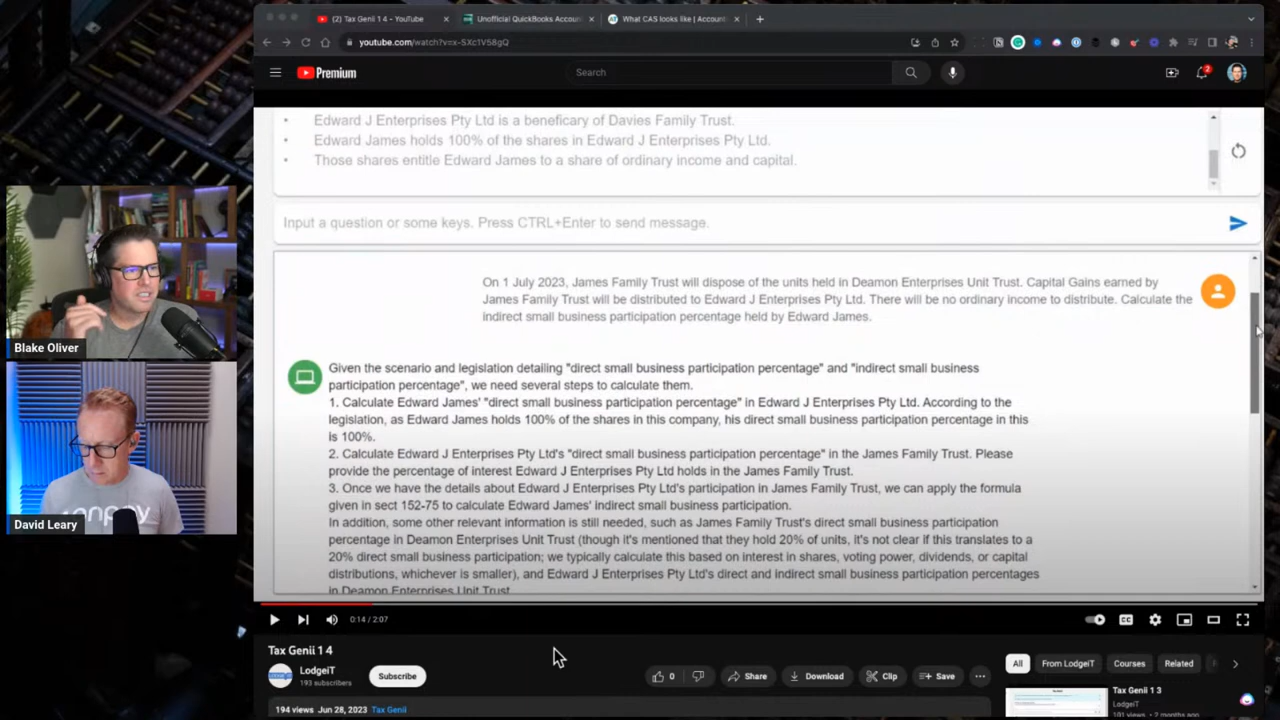 (2) Tax Genii 1 4 - YouTube
Unofficial QuickBooks Accou
What CAS looks like | Account
youtube.com/watch?v=x-SXc1V58gQ
Premium
Search
2
Edward J Enterprises Pty Ltd is a beneficary of Davies Family Trust.
Edward James holds 100% of the shares in Edward J Enterprises Pty Ltd.
Those shares entitle Edward James to a share of ordinary income and capital.
Input a question or some keys. Press CTRL+Enter to send message.
On 1 July 2023, James Family Trust will dispose of the units held in Deamon Enterprises Unit Trust. Capital Gains earned by
James Family Trust will be distributed to Edward J Enterprises Pty Ltd. There will be no ordinary income to distribute. Calculate the
indirect small business participation percentage held by Edward James.
Given the scenario and legislation detailing "direct small business participation percentage" and "indirect small business
participation percentage", we need several steps to calculate them.
1. Calculate Edward James' "direct small business participation percentage" in Edward J Enterprises Pty Ltd. According to the
legislation, as Edward James holds 100% of the shares in this company, his direct small business participation percentage in this
is 100%.
2. Calculate Edward J Enterprises Pty Ltd's "direct small business participation percentage" in the James Family Trust. Please
provide the percentage of interest Edward J Enterprises Pty Ltd holds in the James Family Trust.
3. Once we have the details about Edward J Enterprises Pty Ltd's participation in James Family Trust, we can apply the formula
given in sect 152-75 to calculate Edward James' indirect small business participation.
In addition, some other relevant information is still needed, such as James Family Trust's direct small business participation
percentage in Deamon Enterprises Unit Trust (though it's mentioned that they hold 20% of units, it's not clear if this translates to a
20% direct small business participation; we typically calculate this based on interest in shares, voting power, dividends, or capital
distributions, whichever is smaller), and Edward J Enterprises Pty Ltd's direct and indirect small business participation percentages
in Deamon Enterprises Unit Trust
Blake Oliver
David Leary
0:14 / 2:07
Tax Genii 1 4
LodgeiT
193 subscribers
Subscribe
0
Share
Download
Clip
Save
194 views Jun 28, 2023 Tax Genii
All
From LodgeiT
Courses
Related
Tax Genii 1 3
LodgeiT
101 views • 2 months ago